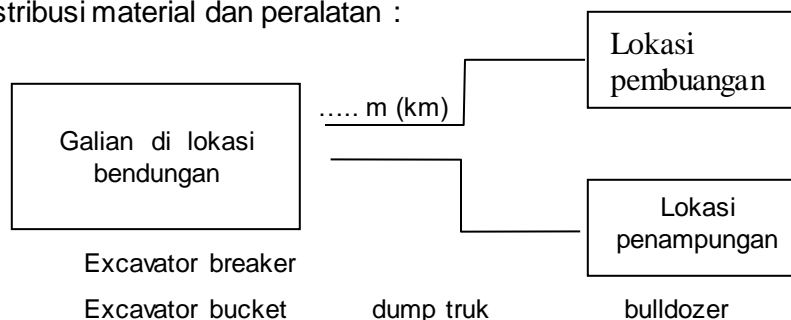 stribusi material dan peralatan :
Lokasi
pembuangan
..... m (km)
Galian di lokasi
bendungan
Lokasi
penampungan
Excavator breaker
Excavator bucket dump truk bulldozer